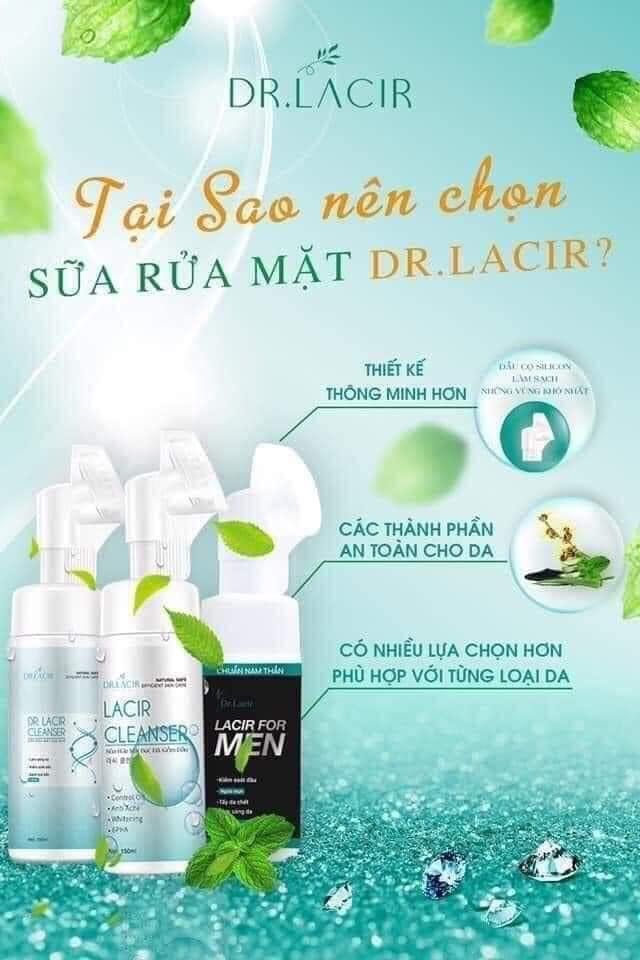 DR.LACIR
Tại Sao nên chọn
SỮA RỬA MẶT DR.LACIR?
THIẾT KẾ
THÔNG MINH HƠN
ĐẦU CỌ SILICON
LÀM SẠCH
NHỮNG VÙNG KHÓ NHẤT
CÁC THÀNH PHẦN
AN TOÀN CHO DA
CÓ NHIỀU LỰA CHỌN HƠN
PHÙ HỢP VỚI TỪNG LOẠI DA
DR.LACIR
DR LACIR
CLEANSER
DR.LACIR
NATURAL SAFE
EFFICIENT SKIN CARE
LACIR
CLEANSER
Control
Anti Acne
Whitening
150ml
CHUẨN NAM THẦN
Dr.Lacir
LACIR FOR
MEN
Kiểm soát dầu
Ngừa mụn
Tẩy da chết
sáng da